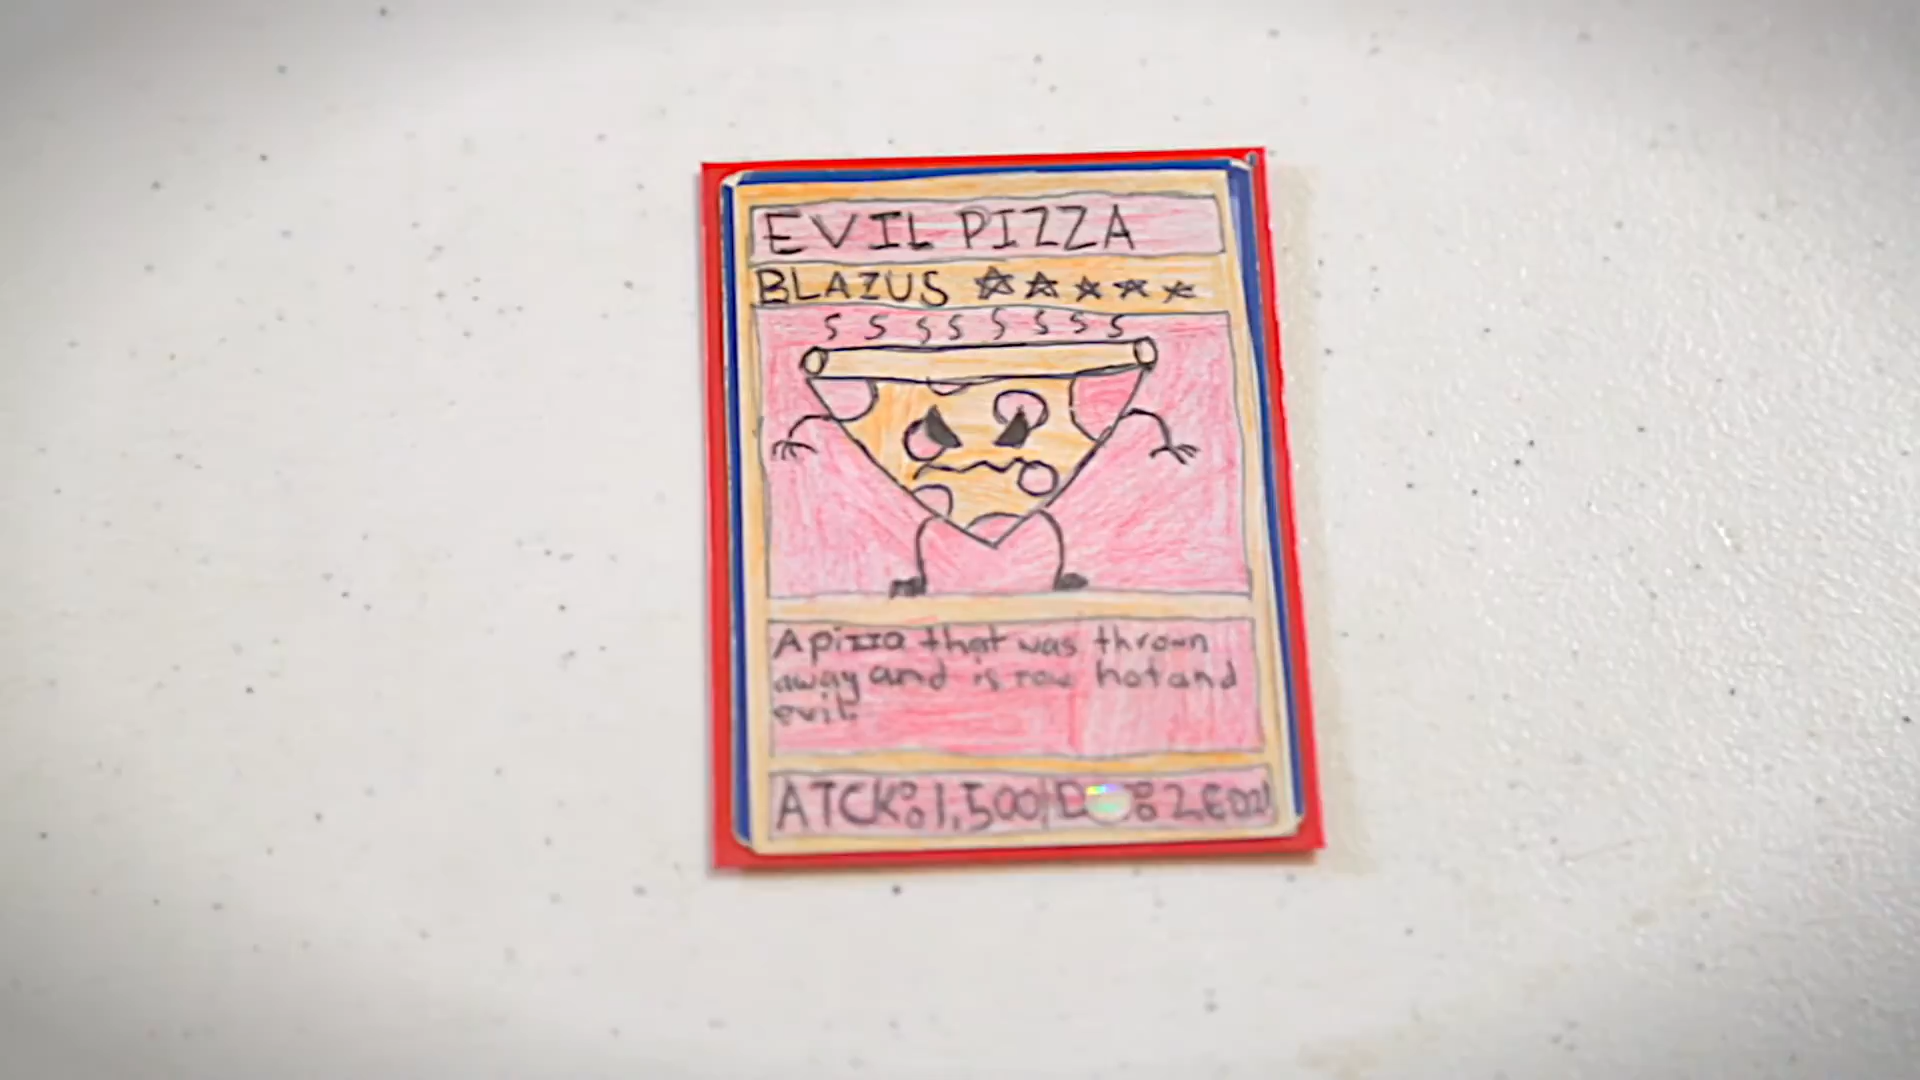 EVIL PIZZA
BLAZUS
A pizza that was thrown
away and is now hot and
evil.
ATCK: 1,500